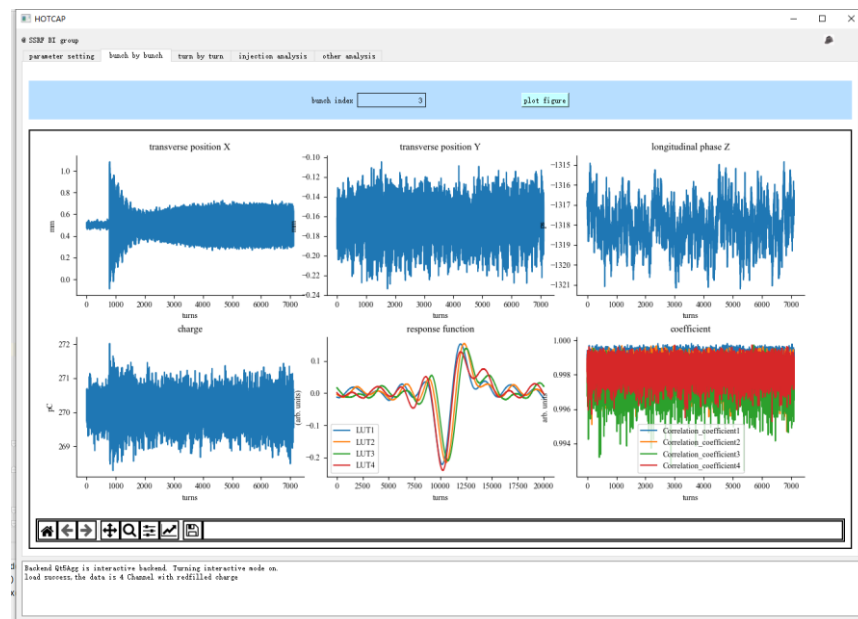 HOTCAP
SSRF BI group
parameter setting bunch by bunch turn by turn injection analysis other analysis
bunch index 3 plot figure
transverse position X
1.0
0.8
0.6
0.4
0.2
0.0
mm
0 1000 2000 3000 4000 5000 6000 7000
turns
transverse position Y
−0.10
−0.12
−0.14
−0.16
−0.18
−0.20
−0.22
−0.24
mm
0 1000 2000 3000 4000 5000 6000 7000
turns
longitudinal phase Z
−1315
−1316
−1317
−1318
−1319
−1320
−1321
0 1000 2000 3000 4000 5000 6000 7000
turns
charge
272
271
270
269
pC
0 1000 2000 3000 4000 5000 6000 7000
turns
response function
0.1
0.0
−0.1
−0.2
(arb. units)
LUT1
LUT2
LUT3
LUT4
0 2500 5000 7500 10000 12500 15000 17500 20000
turns
coefficient
1.000
0.998
0.996
0.994
arb. units
Correlation_coefficient1
Correlation_coefficient2
Correlation_coefficient3
Correlation_coefficient4
0 1000 2000 3000 4000 5000 6000 7000
turns
Backend Qt5Agg is interactive backend. Turning interactive mode on.
load success,the data is 4 Channel with redfilled charge